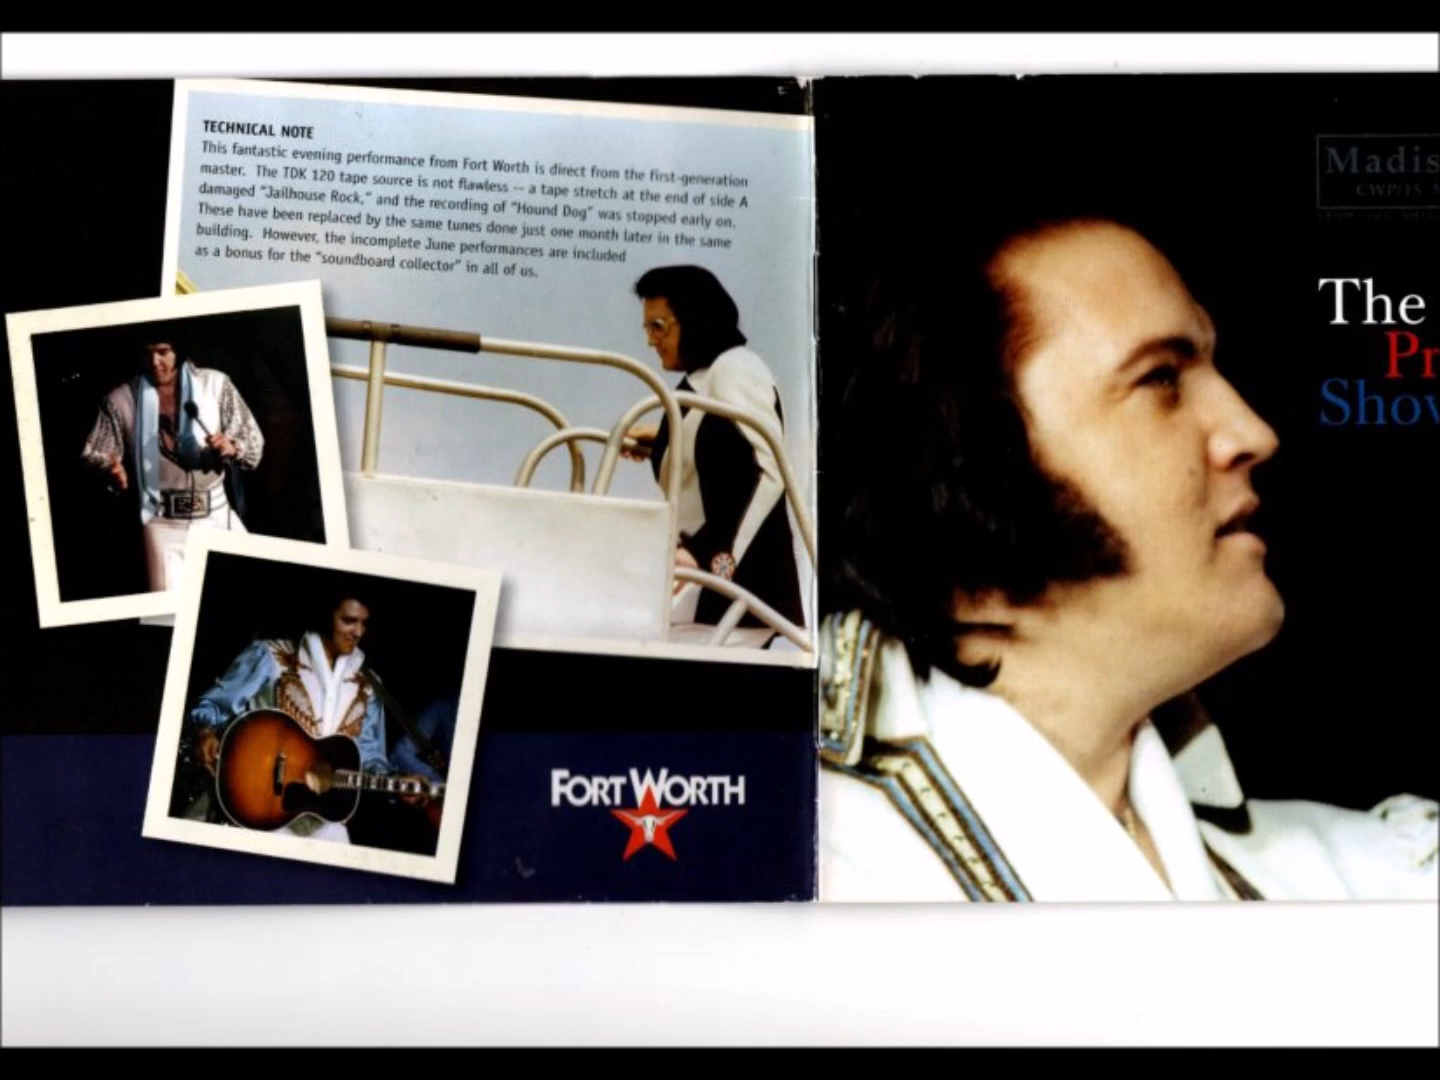 TECHNICAL NOTE
This fantastic evening performance from Fort Worth is direct from the first-generation
master. The TDK 120 tape source is not flawless -- a tape stretch at the end of side A
damaged "Jailhouse Rock," and the recording of "Hound Dog" was stopped early on.
These have been replaced by the same tunes done just one month later in the same
building. However, the incomplete June performances are included
as a bonus for the "soundboard collector" in all of us.
FORT WORTH
Madis
CWP/15
The
Pr
Show